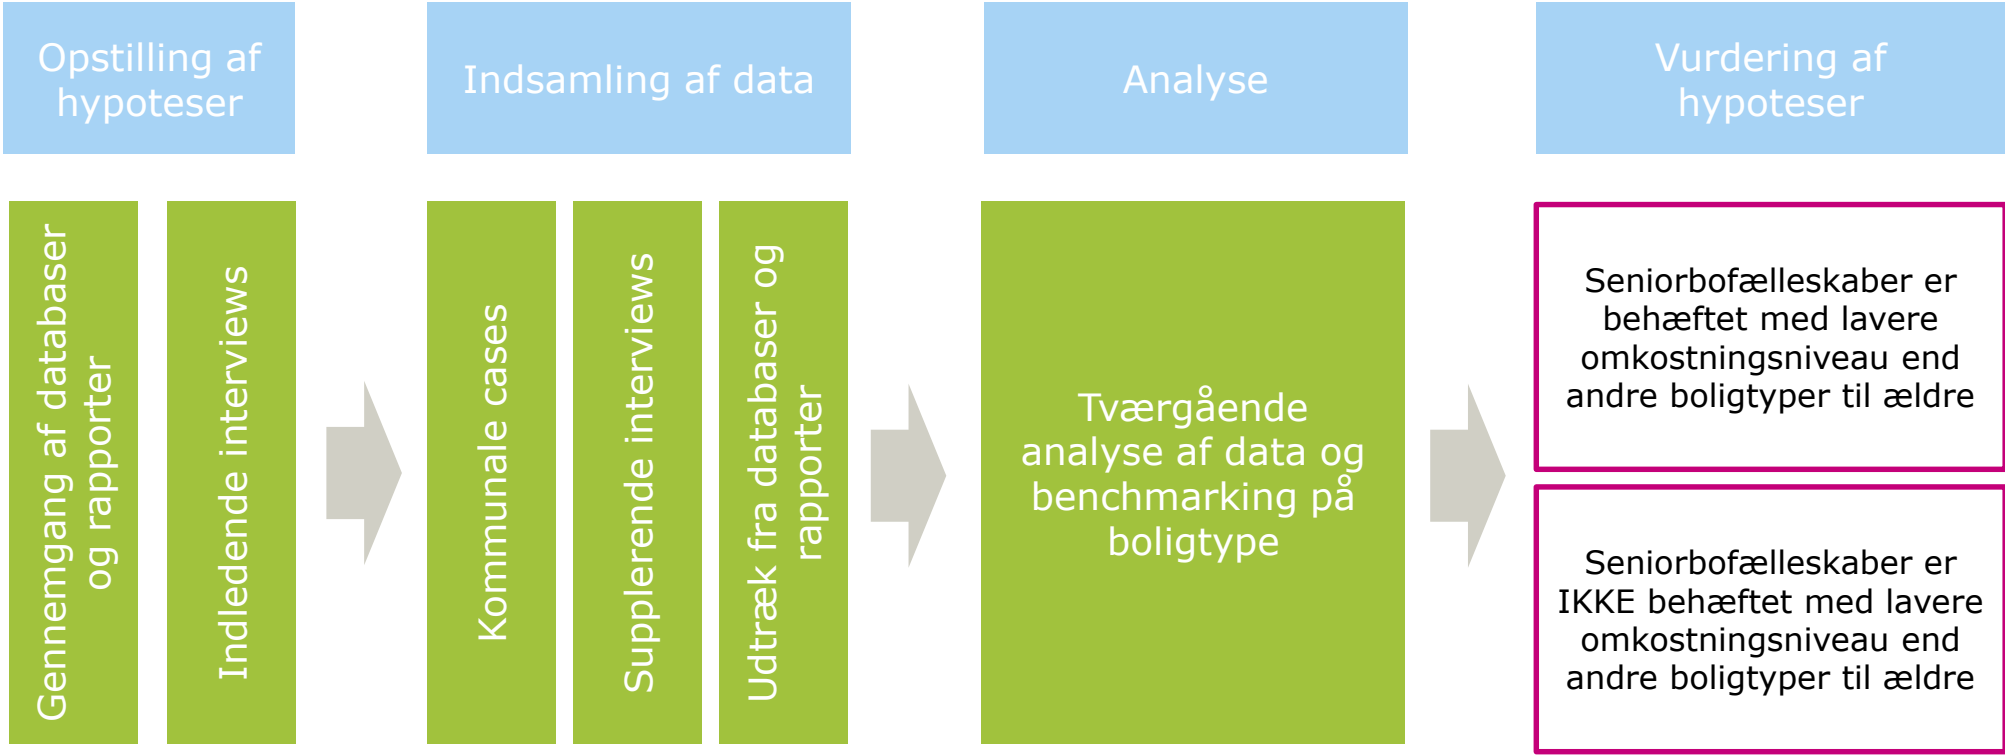 Opstilling af
hypoteser
Indsamling af data
Analyse
Vurdering af
hypoteser
Gennemgang af databaser
og rapporter
Indledende interviews
Kommunale cases
Supplerende interviews
Udtræk fra databaser og
rapporter
Tværgående
analyse af data og
benchmarking på
boligtype
Seniorbofælleskaber er
behæftet med lavere
omkostningsniveau end
andre boligtyper til ældre
Seniorbofælleskaber er
IKKE behæftet med lavere
omkostningsniveau end
andre boligtyper til ældre